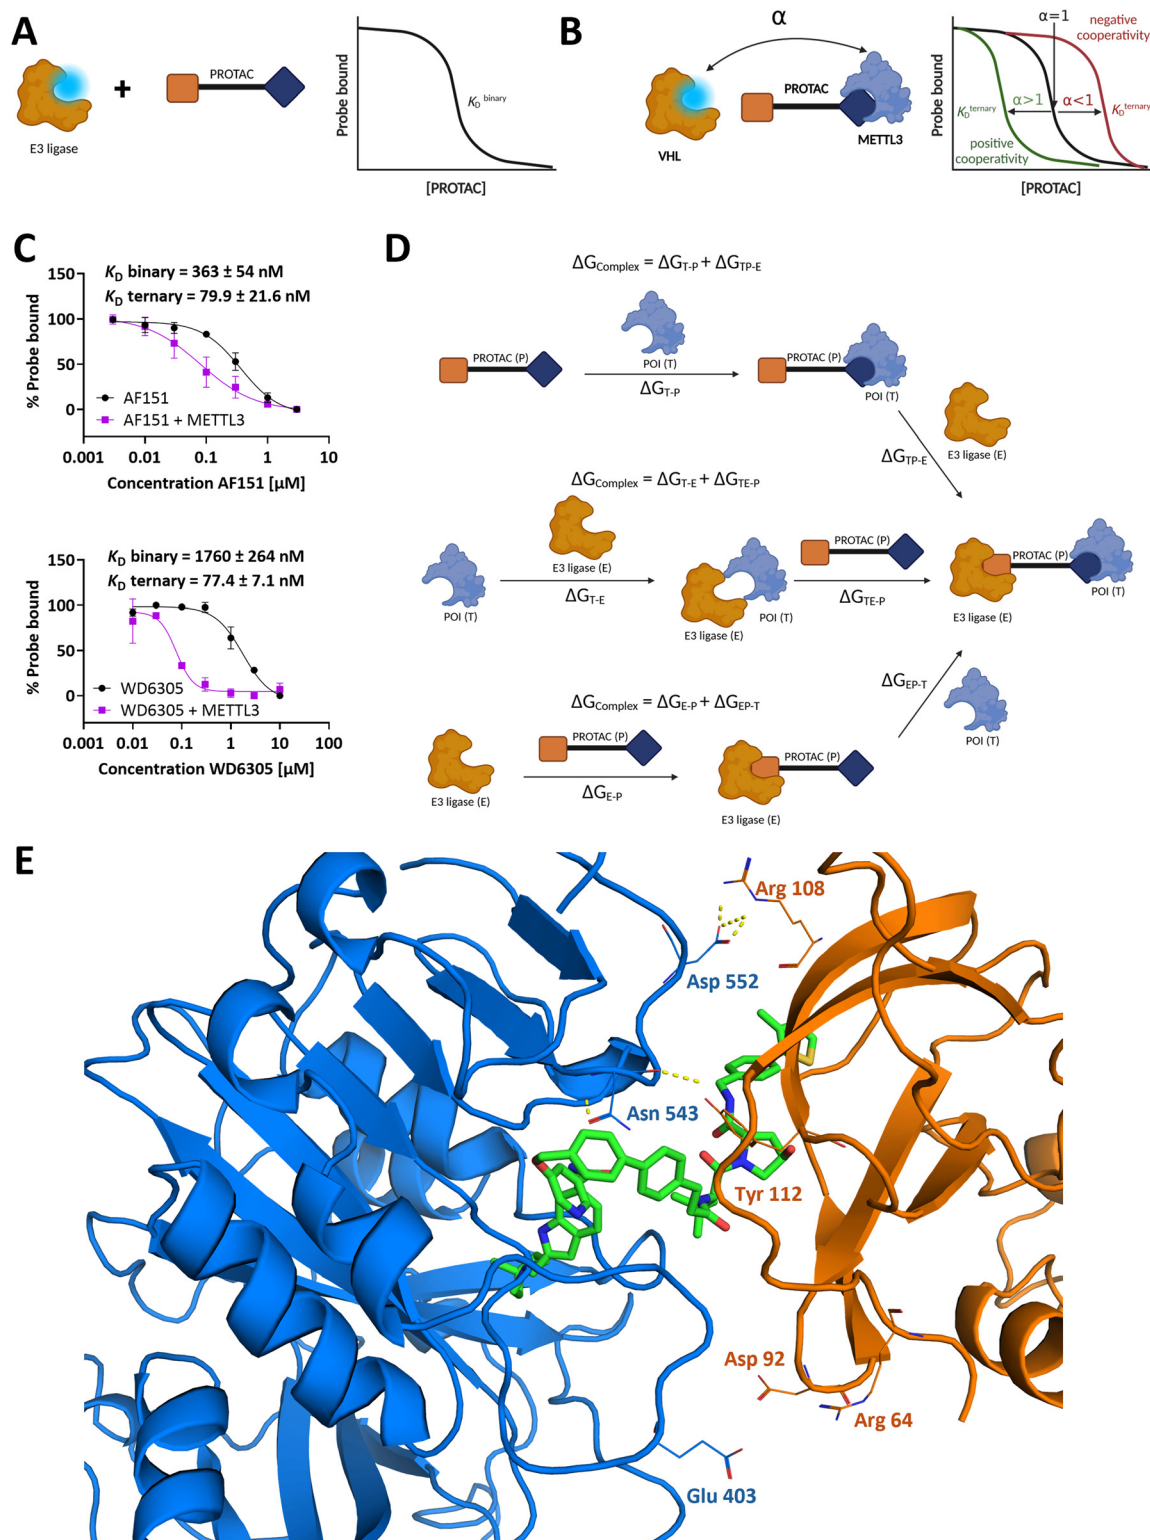 A
PROTAC
E3 ligase
Probe bound
K_D^binary
[PROTAC]
B
α
PROTAC
VHL
METTL3
Probe bound
α=1
negative
cooperativity
α>1
α<1
K_D^ternary
K_D^ternary
positive
cooperativity
[PROTAC]
C
K_D binary = 363 ± 54 nM
K_D ternary = 79.9 ± 21.6 nM
% Probe bound
150
100
50
0
AF151
AF151 + METTL3
0.001
0.01
0.1
1
10
Concentration AF151 [μM]
K_D binary = 1760 ± 264 nM
K_D ternary = 77.4 ± 7.1 nM
% Probe bound
150
100
50
0
WD6305
WD6305 + METTL3
0.001
0.01
0.1
1
10
100
Concentration WD6305 [μM]
D
ΔG_Complex = ΔG_T-P + ΔG_TP-E
PROTAC (P)
POI (T)
ΔG_T-P
PROTAC (P)
POI (T)
E3 ligase (E)
ΔG_TP-E
ΔG_Complex = ΔG_T-E + ΔG_TE-P
POI (T)
E3 ligase (E)
ΔG_T-E
E3 ligase (E)
POI (T)
PROTAC (P)
ΔG_TE-P
PROTAC (P)
E3 ligase (E)
POI (T)
ΔG_Complex = ΔG_E-P + ΔG_EP-T
E3 ligase (E)
PROTAC (P)
ΔG_E-P
PROTAC (P)
E3 ligase (E)
ΔG_EP-T
POI (T)
E
Arg 108
Asp 552
Asn 543
Tyr 112
Asp 92
Arg 64
Glu 403